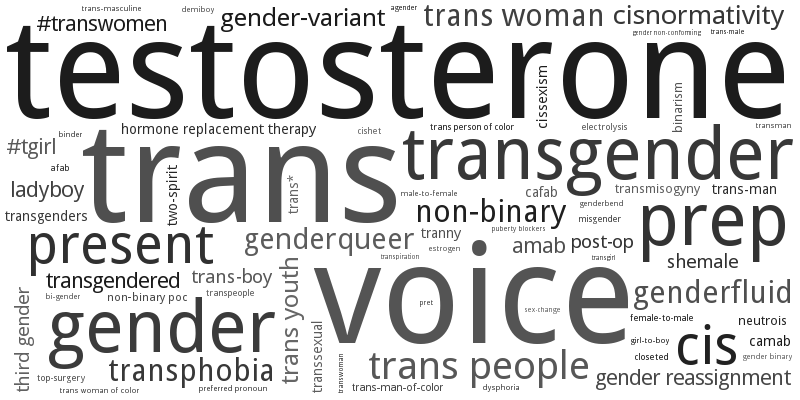 trans-masculine
demiboy
agender
#transwomen
gender-variant
trans woman
cisnormativity
gender non-conforming
trans-male
testosterone
cissexism
binarism
binder
hormone replacement therapy
cishet
trans person of color
electrolysis
transman
#tgirl
trans
transgender
afab
ladyboy
two-spirit
trans*
male-to-female
cafab
transmisogyny
trans-man
transgenders
non-binary
genderbend
misgender
prep
present
genderqueer
tranny
puberty blockers
estrogen
amab
post-op
transpiration
transgirl
shemale
transgendered
trans-boy
voice
bi-gender
non-binary poc
transpeople
trans youth
genderfluid
third gender
gender
pret
sex-change
female-to-male
neutrois
transsexual
girl-to-boy
camab
cis
closeted
gender binary
transphobia
transwoman
trans people
top-surgery
gender reassignment
trans woman of color
preferred pronoun
trans-man-of-color
dysphoria